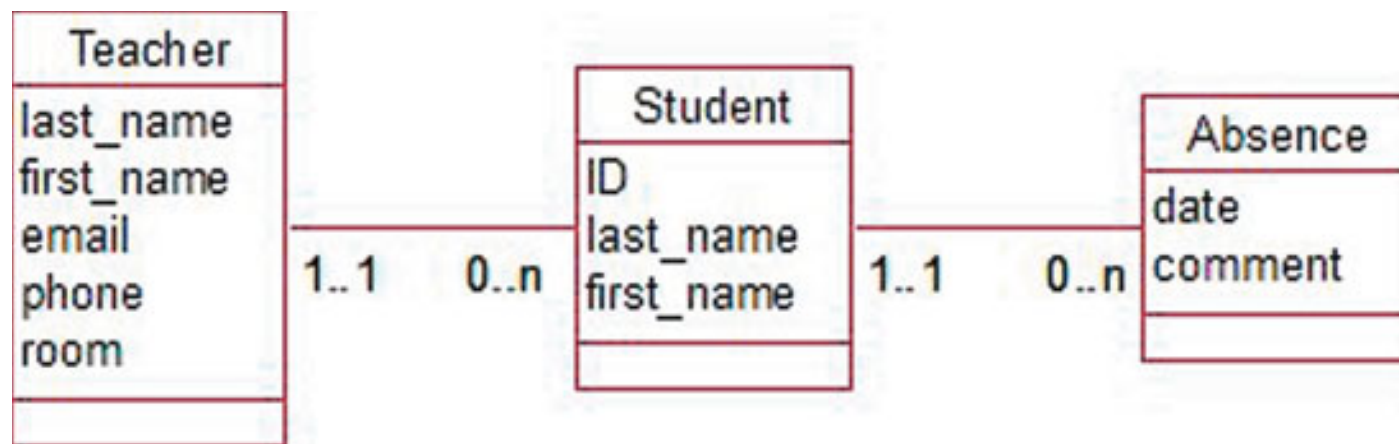 Teacher
last_name
first_name
email
phone
room
1..1
0..n
Student
ID
last_name
first_name
1..1
0..n
Absence
date
comment